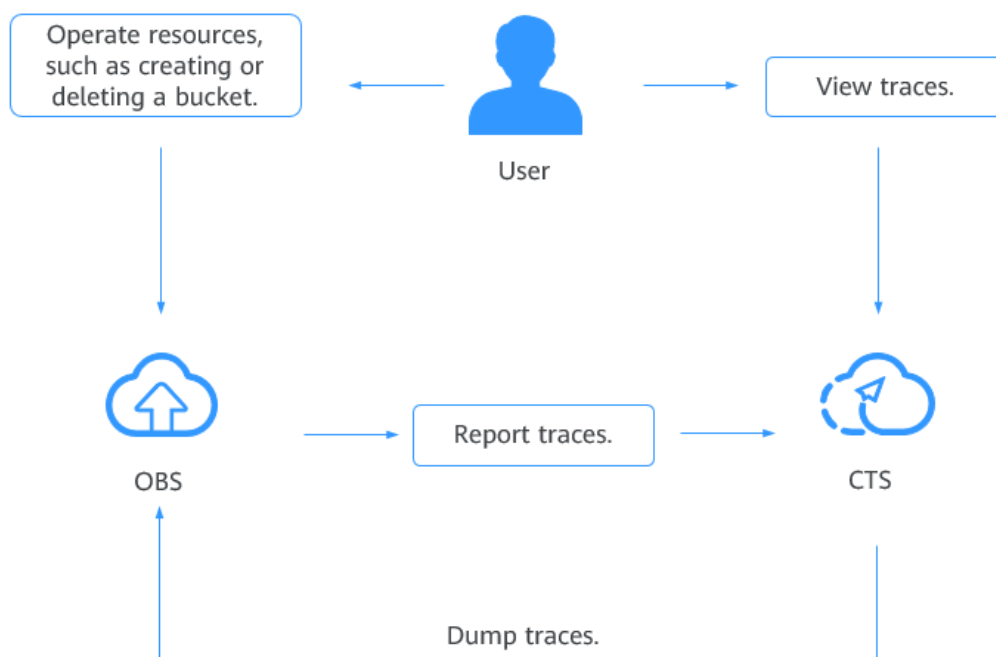 Operate resources,
such as creating or
deleting a bucket.
View traces.
User
Report traces.
OBS
CTS
Dump traces.